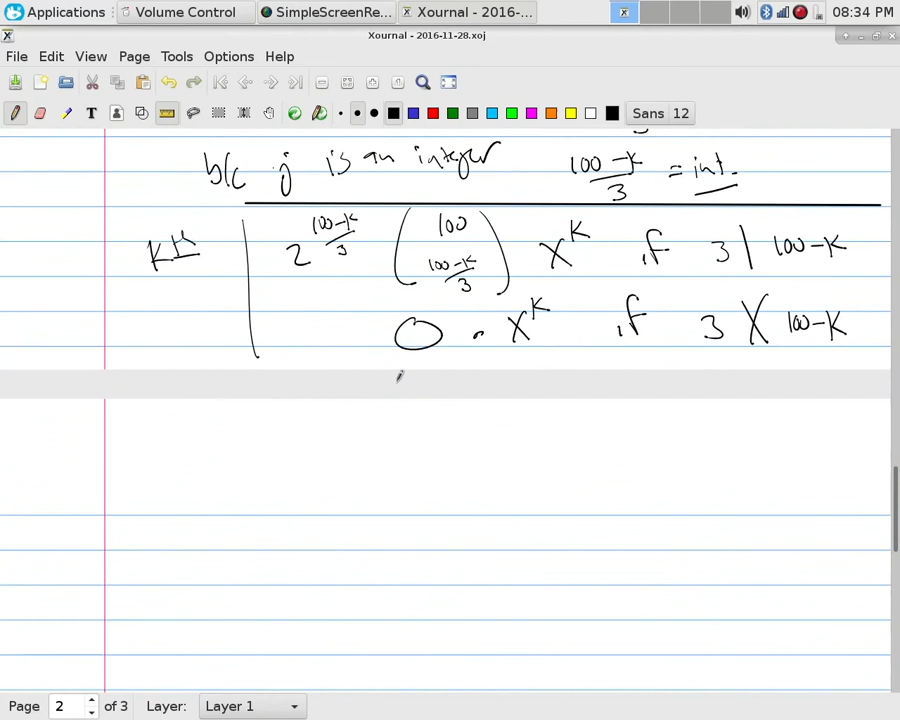 Applications Volume Control SimpleScreenRe... Xournal - 2016-... 08:34 PM
Xournal - 2016-11-28.xoj
File Edit View Page Tools Options Help
Sans 12
b/c j is an integer 100-K/3 = int.
K 2^(100-K/3) (100 100-K/3) X^K if 3 | 100-K
0 · X^K if 3 ∤ 100-K
Page 2 of 3 Layer: Layer 1